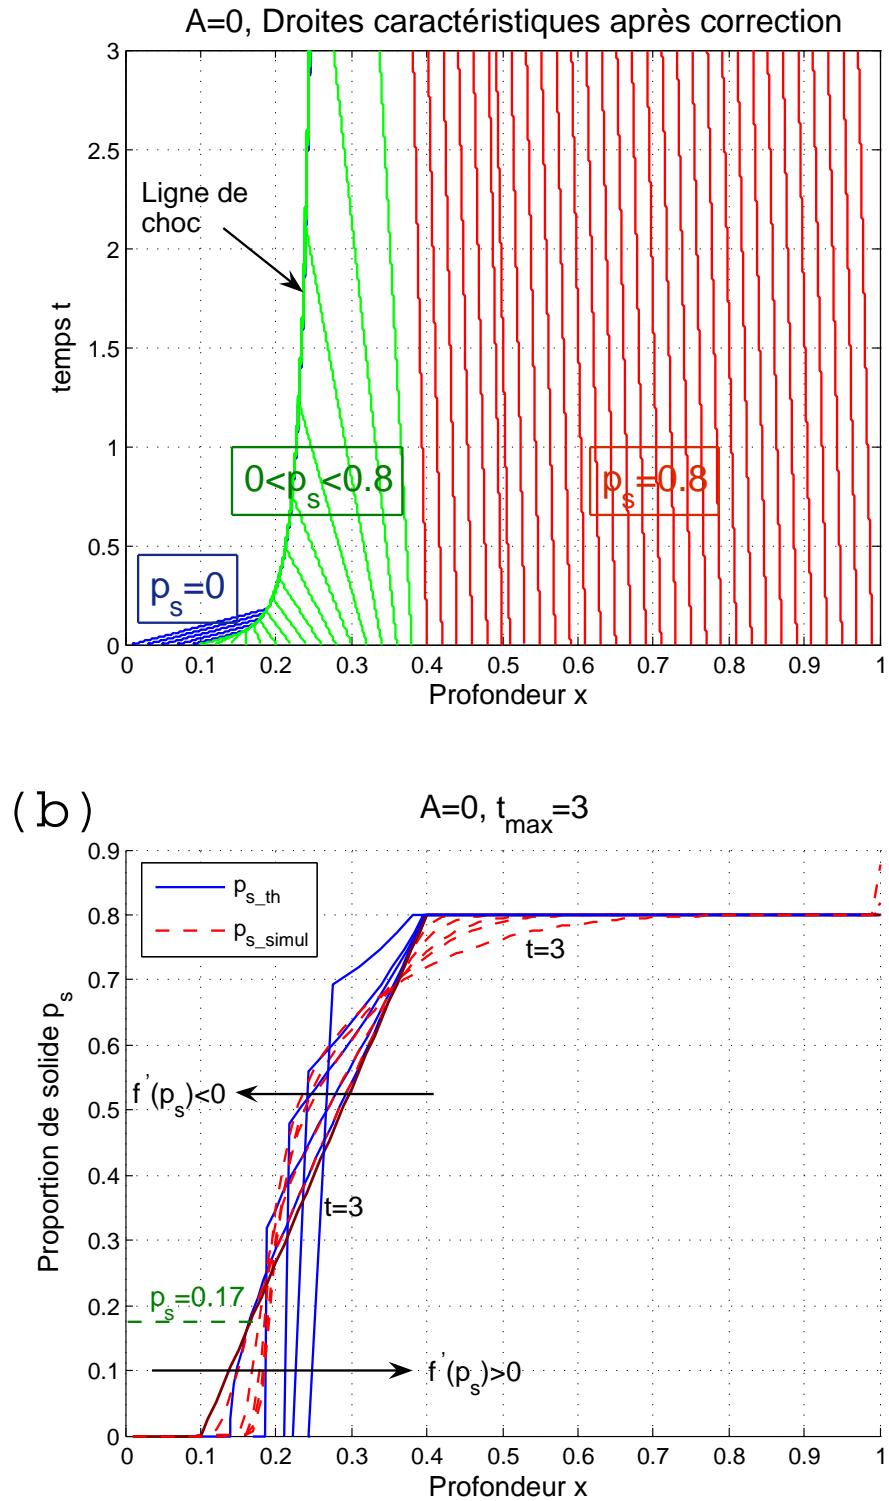 A=0, Droites caractéristiques après correction
3
2.5
2
1.5
1
0.5
0
temps t
Ligne de
choc
0<p_s<0.8
p_s=0.8
p_s=0
0 0.1 0.2 0.3 0.4 0.5 0.6 0.7 0.8 0.9 1
Profondeur x
(b)
A=0, t_max=3
0.9
0.8
0.7
0.6
0.5
0.4
0.3
0.2
0.1
0
Proportion de solide p_s
p_s_th
p_s_simul
t=3
f'(p_s)<0
t=3
p_s=0.17
f'(p_s)>0
0 0.1 0.2 0.3 0.4 0.5 0.6 0.7 0.8 0.9 1
Profondeur x